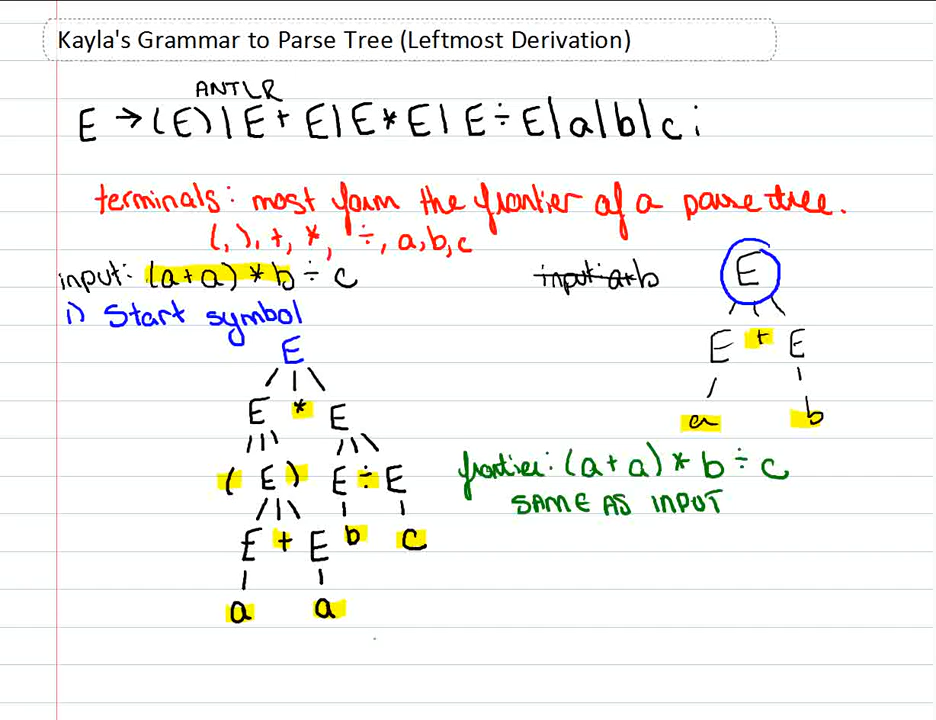 Kayla's Grammar to Parse Tree (Leftmost Derivation)
ANTLR
E → (E) | E + E | E * E | E ÷ E | a | b | c ;
terminals: most form the frontier of a parse tree.
(, ), +, *, ÷, a, b, c
input: (a+a) * b ÷ c
input: a+b
1) Start symbol
E
E * E
( E ) E ÷ E
E + E b c
a a
E
E + E
a b
frontier: (a+a) * b ÷ c
SAME AS INPUT